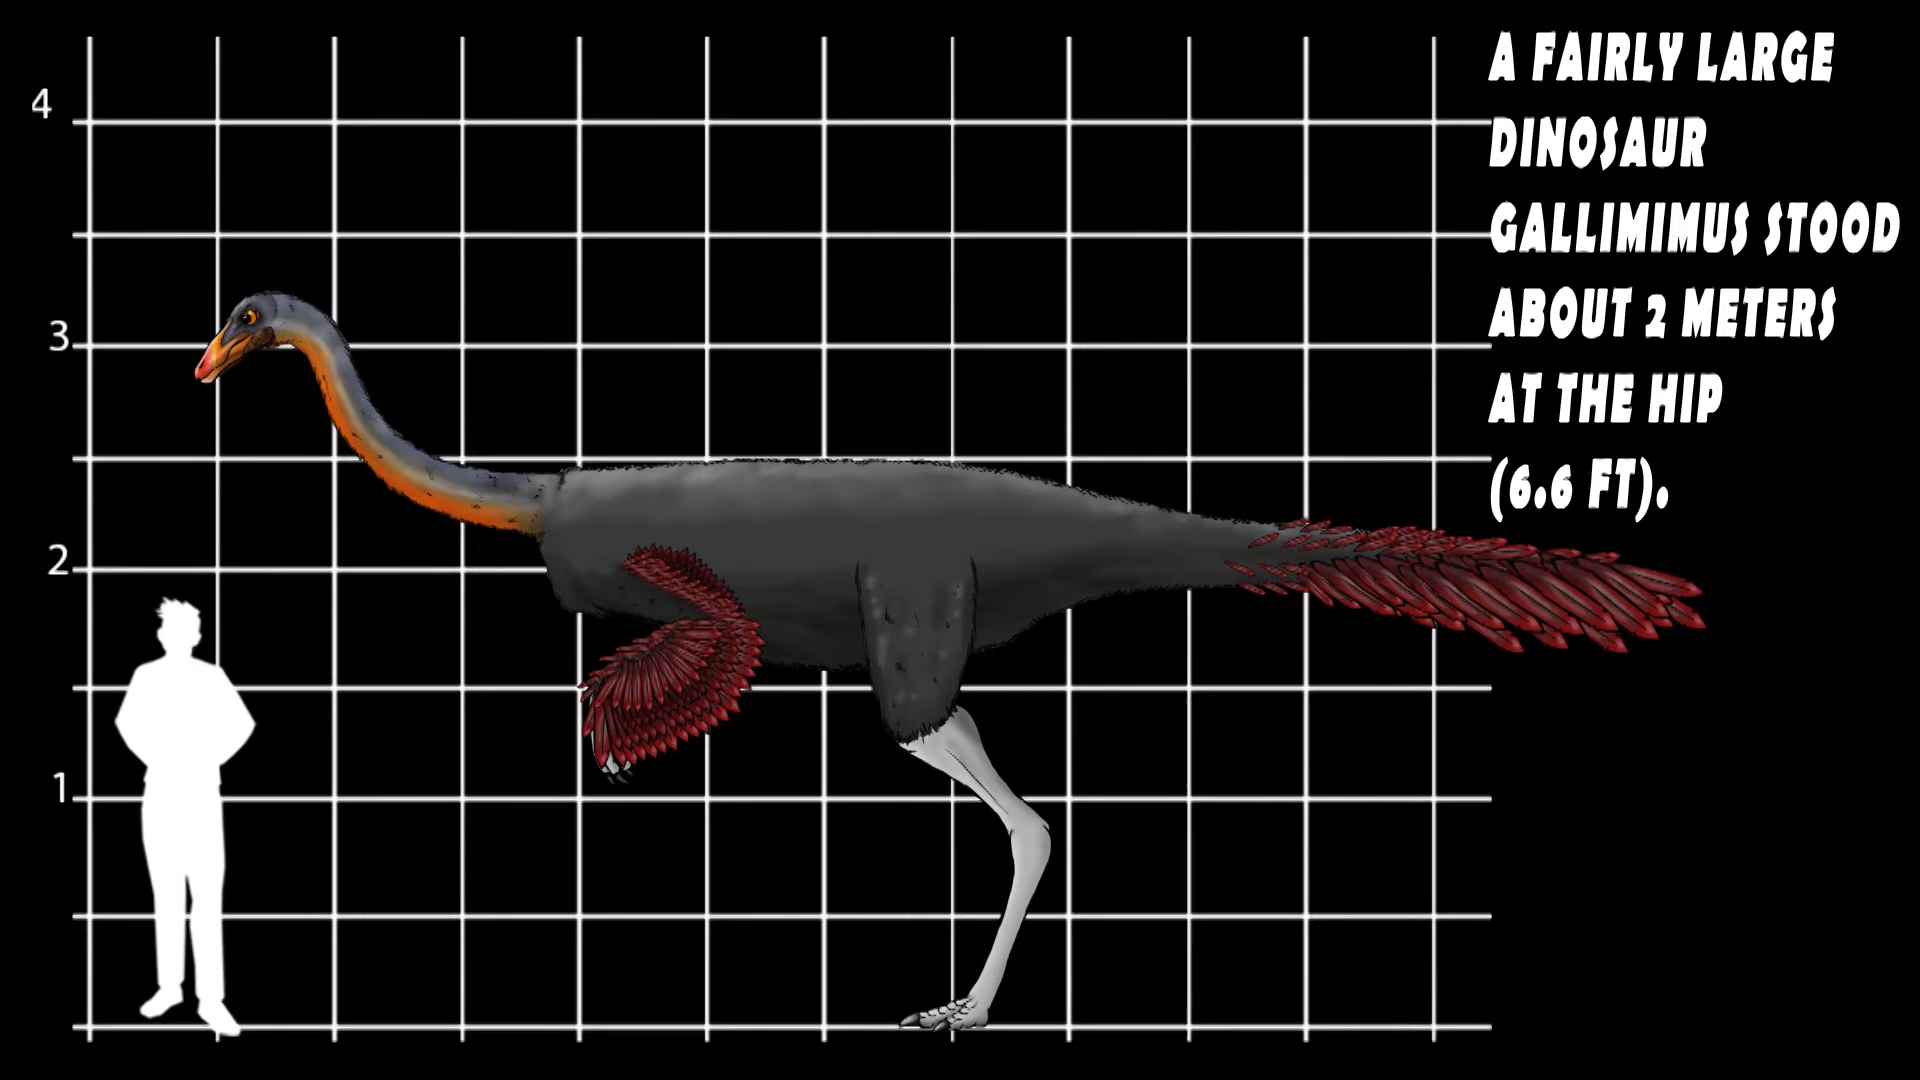 A FAIRLY LARGE
DINOSAUR
GALLIMIMUS STOOD
ABOUT 2 METERS
AT THE HIP
(6.6 FT).
4
3
2
1